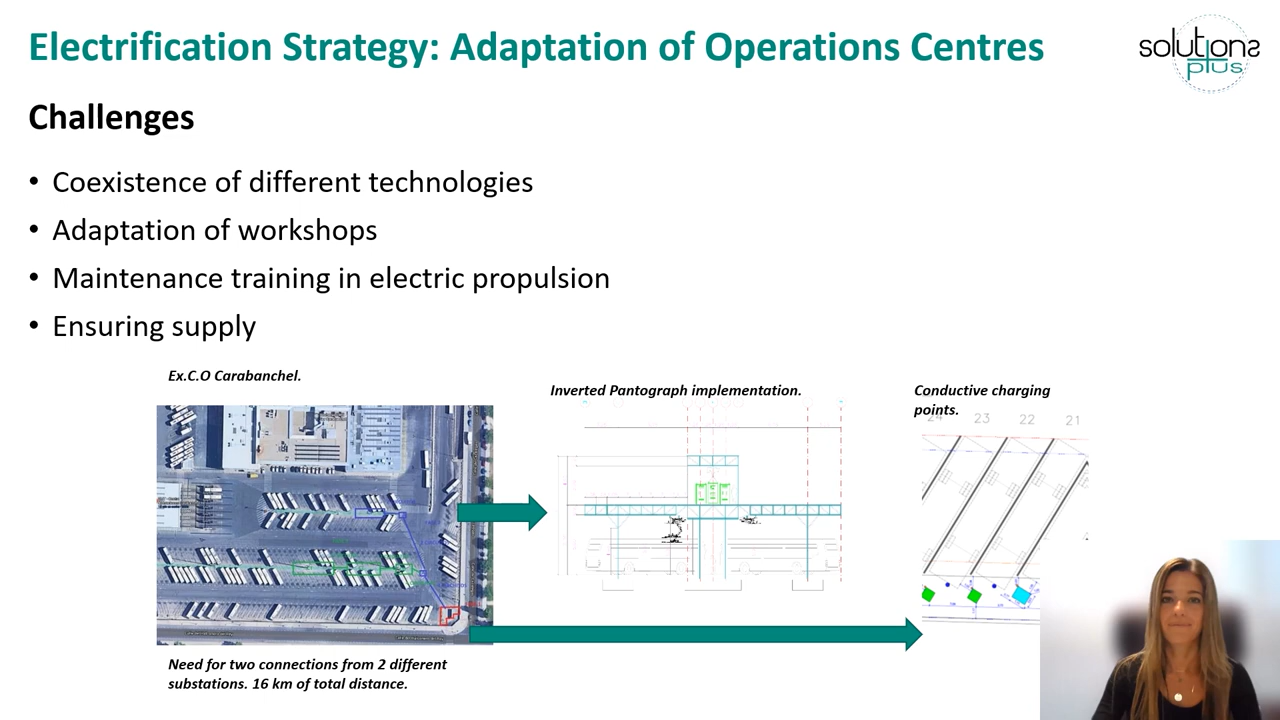 Electrification Strategy: Adaptation of Operations Centres
solutions
plus
Challenges
• Coexistence of different technologies
• Adaptation of workshops
• Maintenance training in electric propulsion
• Ensuring supply
Ex.C.O Carabanchel.
Inverted Pantograph implementation.
Conductive charging
points.
24 23 22 21
Need for two connections from 2 different
substations. 16 km of total distance.